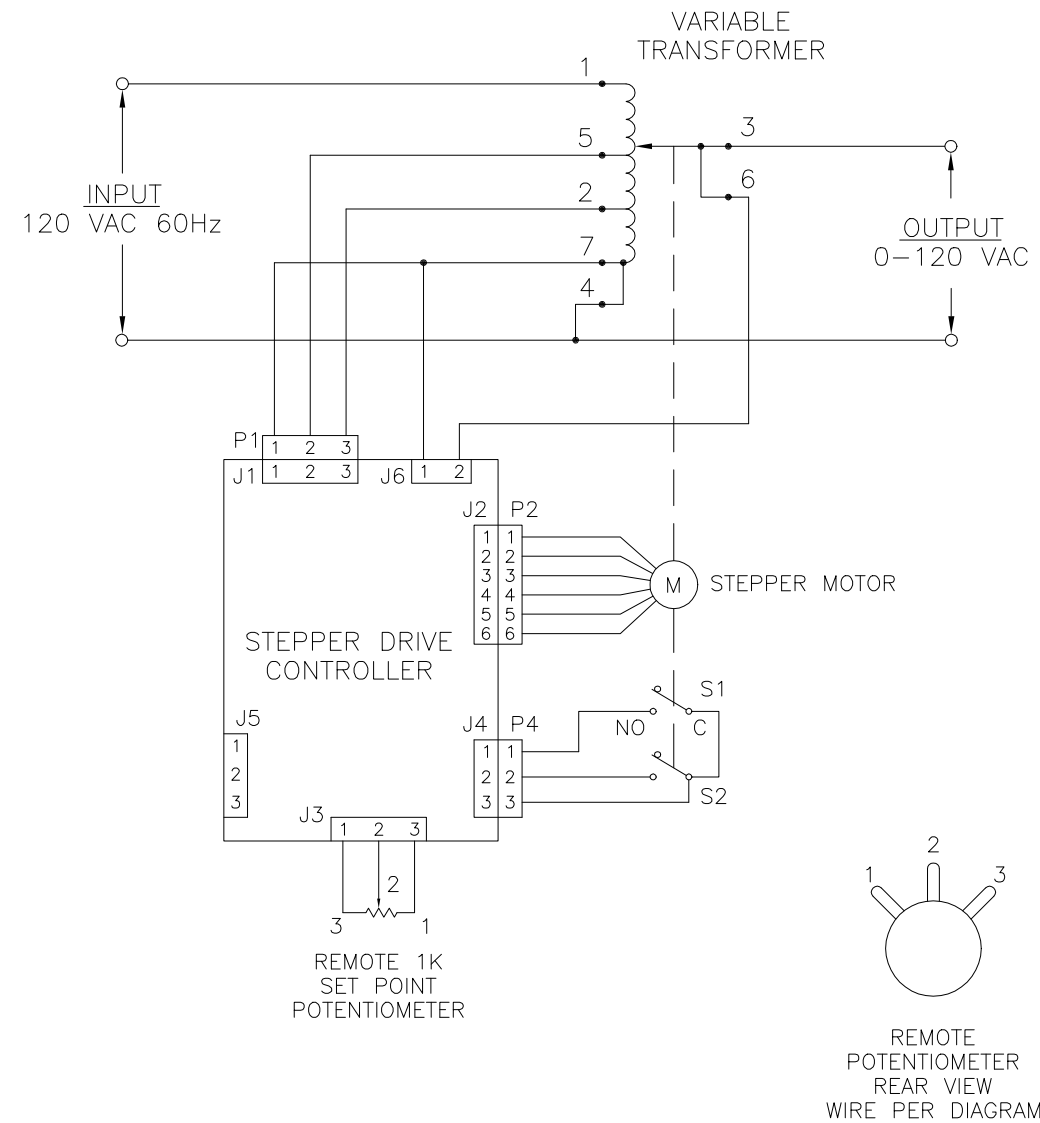 VARIABLE
TRANSFORMER
1
5
2
7
4
3
6
INPUT
120 VAC 60Hz
OUTPUT
0-120 VAC
P1 1 2 3
J1 1 2 3
J6 1 2
J2 P2
1 1
2 2
3 3
4 4
5 5
6 6
M STEPPER MOTOR
STEPPER DRIVE
CONTROLLER
S1
NO C
S2
J4 P4
1 1
2 2
3 3
J5
1
2
3
J3
1 2 3
2
3 1
REMOTE 1K
SET POINT
POTENTIOMETER
2
1 3
REMOTE
POTENTIOMETER
REAR VIEW
WIRE PER DIAGRAM